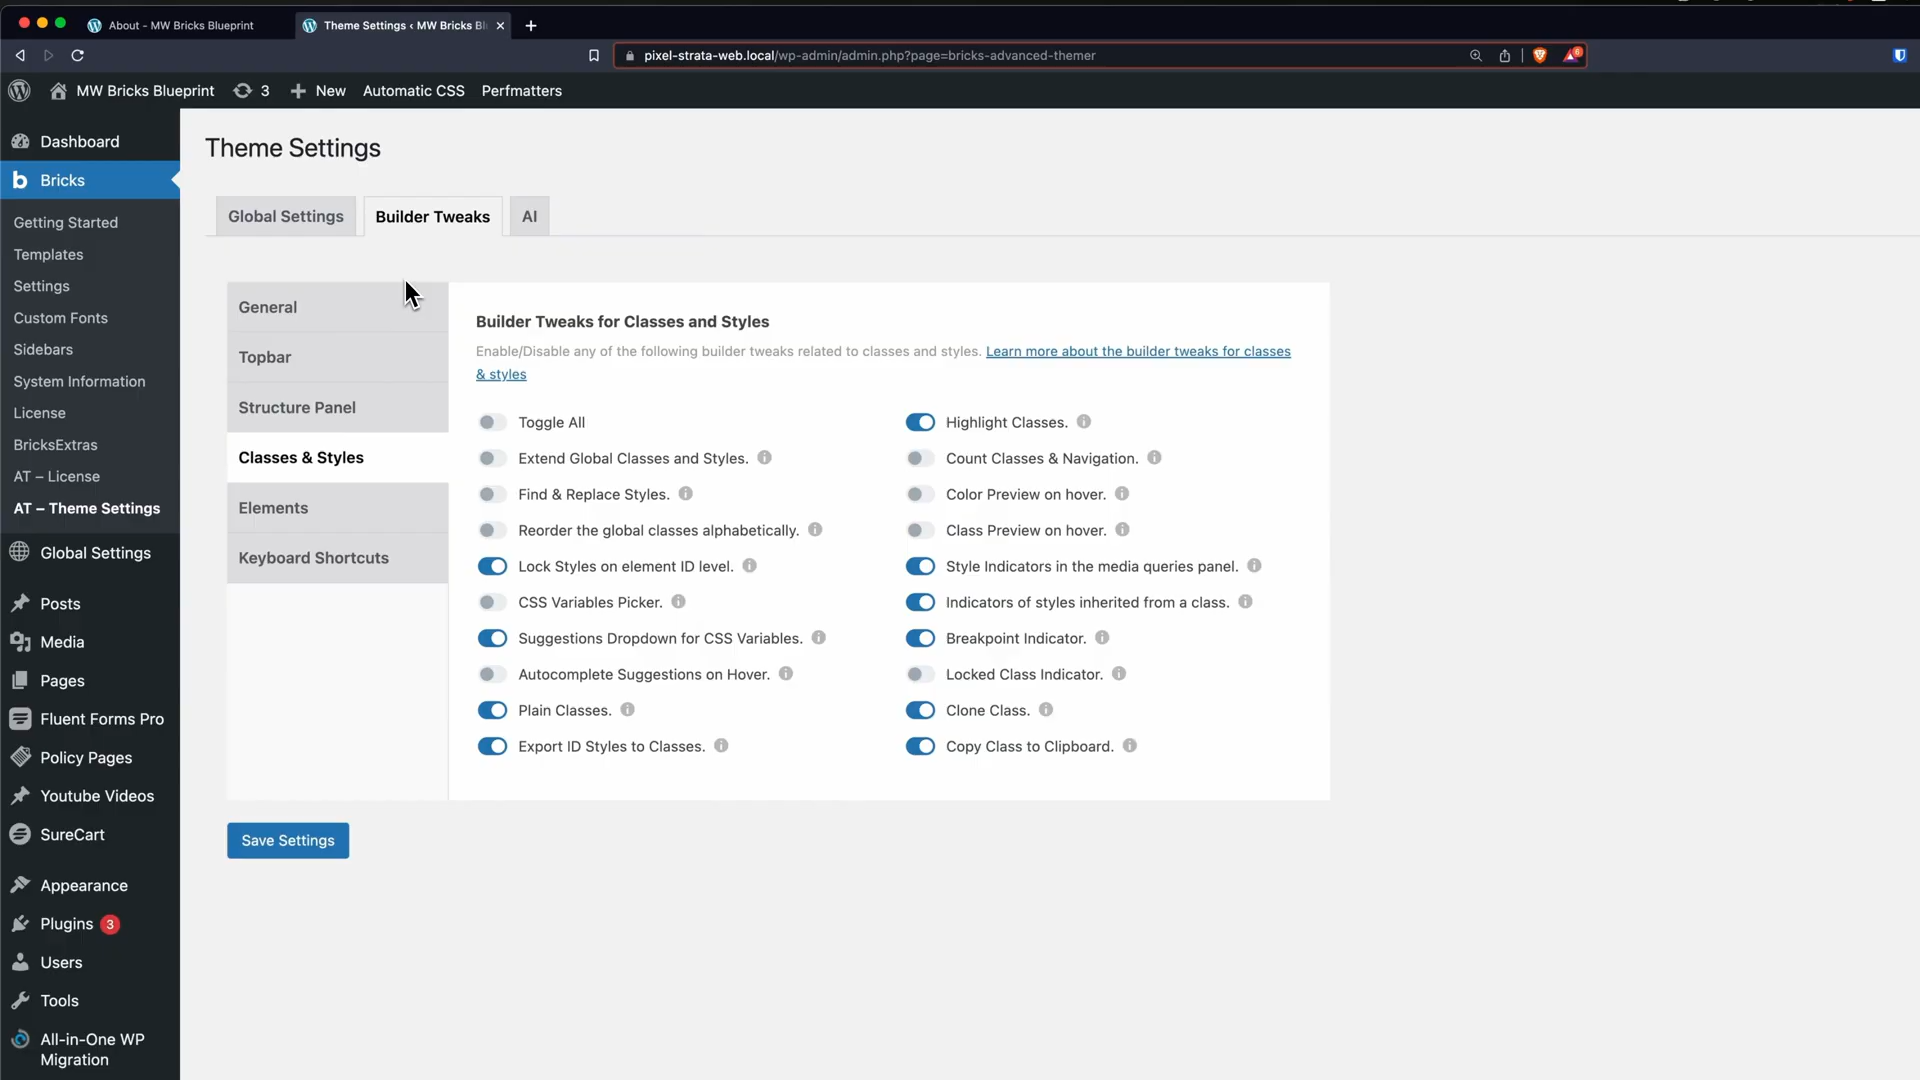 About - MW Bricks Blueprint
Theme Settings ‹ MW Bricks Bl
pixel-strata-web.local/wp-admin/admin.php?page=bricks-advanced-themer
6
MW Bricks Blueprint
3
New
Automatic CSS
Perfmatters
Dashboard
b Bricks
Getting Started
Templates
Settings
Custom Fonts
Sidebars
System Information
License
BricksExtras
AT – License
AT – Theme Settings
Global Settings
Posts
Media
Pages
Fluent Forms Pro
Policy Pages
Youtube Videos
SureCart
Appearance
Plugins 3
Users
Tools
All-in-One WP
Migration
Theme Settings
Global Settings
Builder Tweaks
AI
General
Topbar
Structure Panel
Classes & Styles
Elements
Keyboard Shortcuts
Builder Tweaks for Classes and Styles
Enable/Disable any of the following builder tweaks related to classes and styles. Learn more about the builder tweaks for classes
& styles
Toggle All
Extend Global Classes and Styles.
Find & Replace Styles.
Reorder the global classes alphabetically.
Lock Styles on element ID level.
CSS Variables Picker.
Suggestions Dropdown for CSS Variables.
Autocomplete Suggestions on Hover.
Plain Classes.
Export ID Styles to Classes.
Highlight Classes.
Count Classes & Navigation.
Color Preview on hover.
Class Preview on hover.
Style Indicators in the media queries panel.
Indicators of styles inherited from a class.
Breakpoint Indicator.
Locked Class Indicator.
Clone Class.
Copy Class to Clipboard.
Save Settings